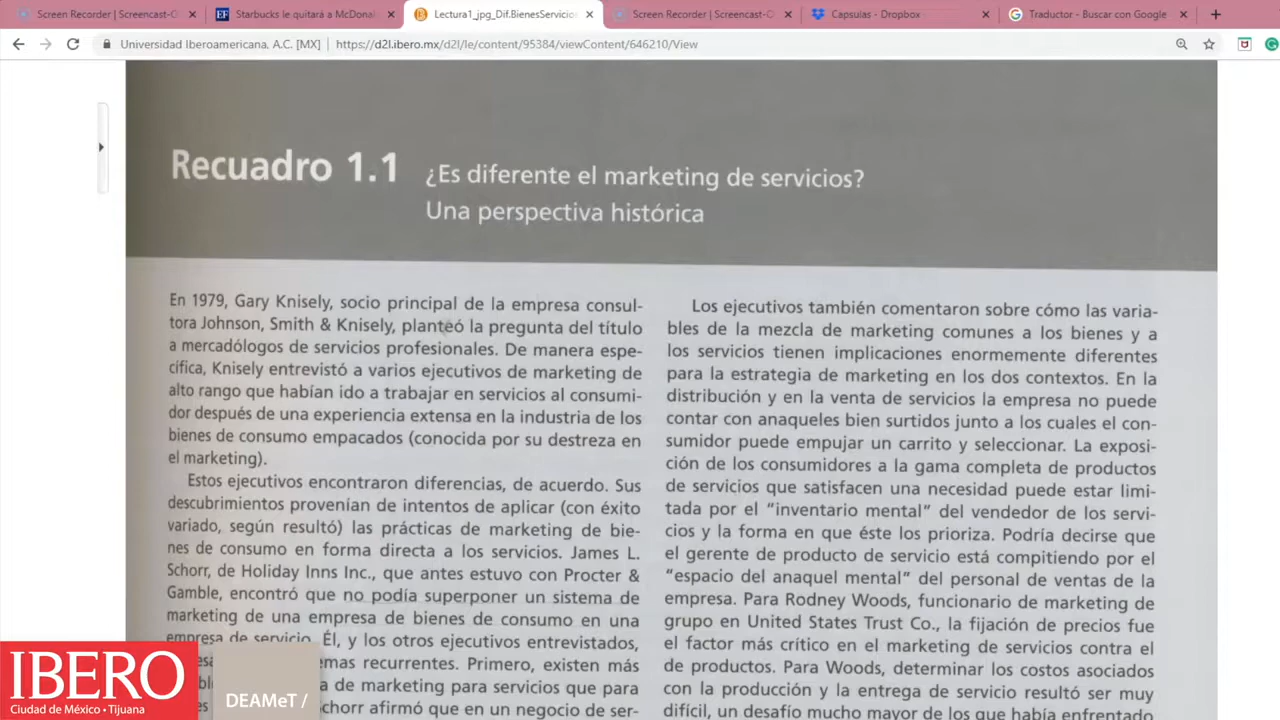 Screen Recorder | Screencast-O
Starbucks le quitará a McDonal
Lectura1_jpg_Dif.BienesServicio
Screen Recorder | Screencast-O
Capsulas - Dropbox
Traductor - Buscar con Google
Universidad Iberoamericana, A.C. [MX] | https://d2l.ibero.mx/d2l/le/content/95384/viewContent/646210/View
Recuadro 1.1
¿Es diferente el marketing de servicios?
Una perspectiva histórica
En 1979, Gary Knisely, socio principal de la empresa consul-
tora Johnson, Smith & Knisely, planteó la pregunta del título
a mercadólogos de servicios profesionales. De manera espe-
cífica, Knisely entrevistó a varios ejecutivos de marketing de
alto rango que habían ido a trabajar en servicios al consumi-
dor después de una experiencia extensa en la industria de los
bienes de consumo empacados (conocida por su destreza en
el marketing).
Estos ejecutivos encontraron diferencias, de acuerdo. Sus
descubrimientos provenían de intentos de aplicar (con éxito
variado, según resultó) las prácticas de marketing de bie-
nes de consumo en forma directa a los servicios. James L.
Schorr, de Holiday Inns Inc., que antes estuvo con Procter &
Gamble, encontró que no podía superponer un sistema de
marketing de una empresa de bienes de consumo en una
empresa de servicio. Él, y los otros ejecutivos entrevistados,
emas recurrentes. Primero, existen más
a de marketing para servicios que para
chorr afirmó que en un negocio de ser-
Los ejecutivos también comentaron sobre cómo las varia-
bles de la mezcla de marketing comunes a los bienes y a
los servicios tienen implicaciones enormemente diferentes
para la estrategia de marketing en los dos contextos. En la
distribución y en la venta de servicios la empresa no puede
contar con anaqueles bien surtidos junto a los cuales el con-
sumidor puede empujar un carrito y seleccionar. La exposi-
ción de los consumidores a la gama completa de productos
de servicios que satisfacen una necesidad puede estar limi-
tada por el “inventario mental” del vendedor de los servi-
cios y la forma en que éste los prioriza. Podría decirse que
el gerente de producto de servicio está compitiendo por el
“espacio del anaquel mental” del personal de ventas de la
empresa. Para Rodney Woods, funcionario de marketing de
grupo en United States Trust Co., la fijación de precios fue
el factor más crítico en el marketing de servicios contra el
de productos. Para Woods, determinar los costos asociados
con la producción y la entrega de servicio resultó ser muy
difícil, un desafío mucho mayor de los que había enfrentado
IBERO
Ciudad de México • Tijuana
DEAMeT /